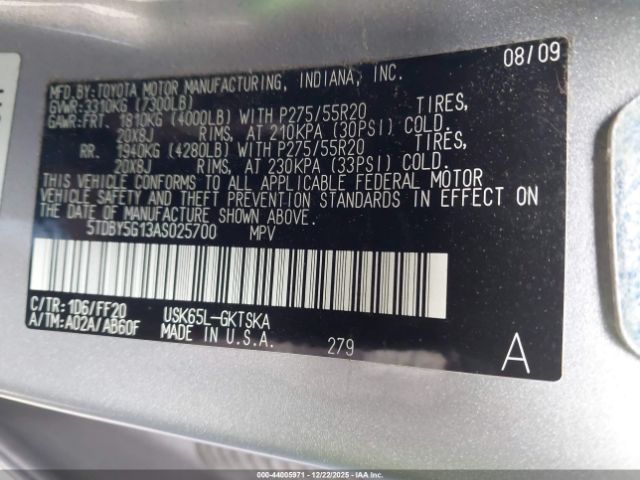 08/09
MFD.BY:TOYOTA MOTOR MANUFACTURING, INDIANA, INC.
GVWR:3310KG (7300LB)
GAWR:FRT. 1810KG (4000LB) WITH P275/55R20 TIRES,
20X8J RIMS, AT 210KPA (30PSI) COLD.
RR. 1940KG (4280LB) WITH P275/55R20 TIRES,
20X8J RIMS, AT 230KPA (33PSI) COLD.
THIS VEHICLE CONFORMS TO ALL APPLICABLE FEDERAL MOTOR
VEHICLE SAFETY AND THEFT PREVENTION STANDARDS IN EFFECT ON
THE DATE OF MANUFACTURE SHOWN ABOVE.
5TDBY5G13AS025700 MPV
C/TR:1D6/FF20 USK65L-GKTSKA
A/TM:A02A/AB60F MADE IN U.S.A. 279
A
000-44005971 - 12/22/2025 - IAAI.COM